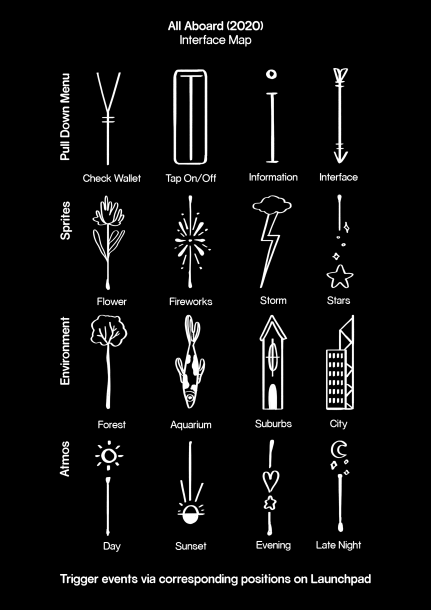 All Aboard (2020)
Interface Map
Pull Down Menu
Check Wallet
Tap On/Off
Information
Interface
Sprites
Flower
Fireworks
Storm
Stars
Environment
Forest
Aquarium
Suburbs
City
Atmos
Day
Sunset
Evening
Late Night
Trigger events via corresponding positions on Launchpad